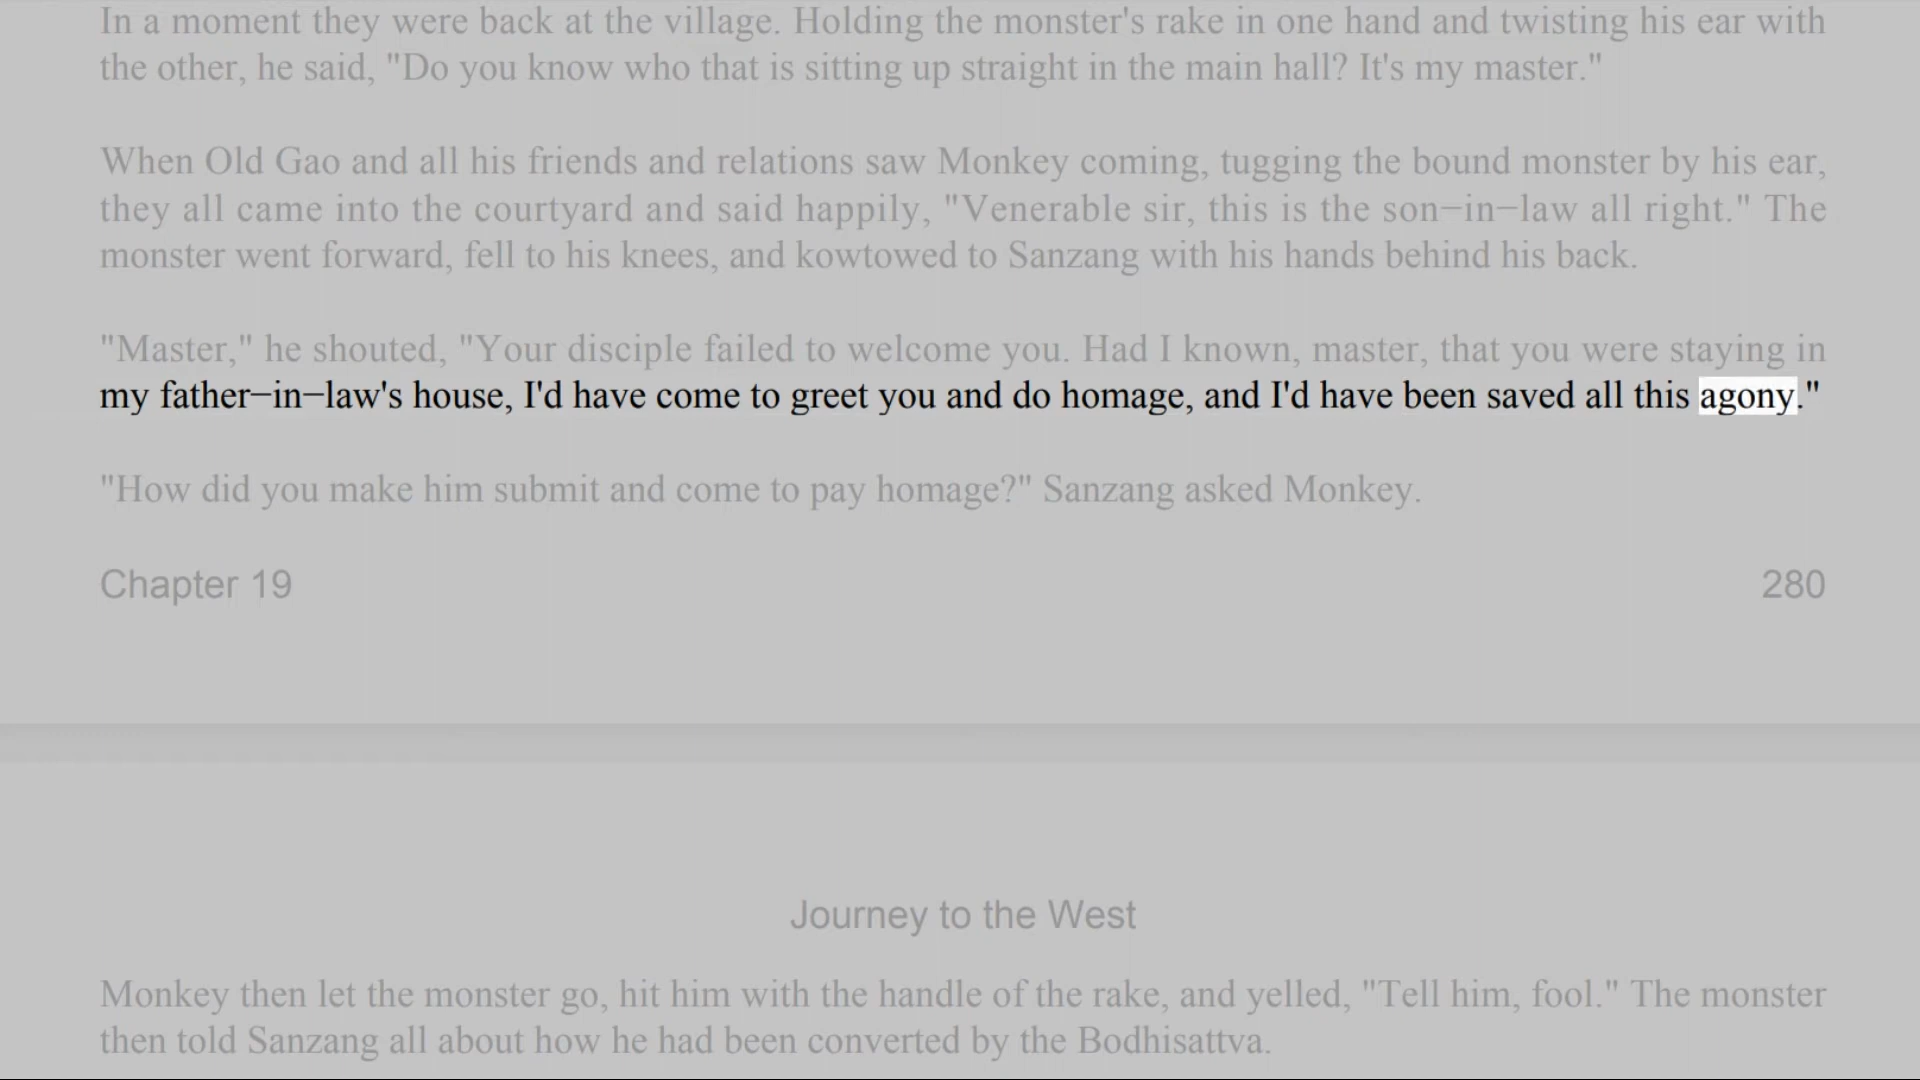 In a moment they were back at the village. Holding the monster's rake in one hand and twisting his ear with
the other, he said, "Do you know who that is sitting up straight in the main hall? It's my master."
When Old Gao and all his friends and relations saw Monkey coming, tugging the bound monster by his ear,
they all came into the courtyard and said happily, "Venerable sir, this is the son−in−law all right." The
monster went forward, fell to his knees, and kowtowed to Sanzang with his hands behind his back.
"Master," he shouted, "Your disciple failed to welcome you. Had I known, master, that you were staying in
my father−in−law's house, I'd have come to greet you and do homage, and I'd have been saved all this agony."
"How did you make him submit and come to pay homage?" Sanzang asked Monkey.
Chapter 19 280
Journey to the West
Monkey then let the monster go, hit him with the handle of the rake, and yelled, "Tell him, fool." The monster
then told Sanzang all about how he had been converted by the Bodhisattva.